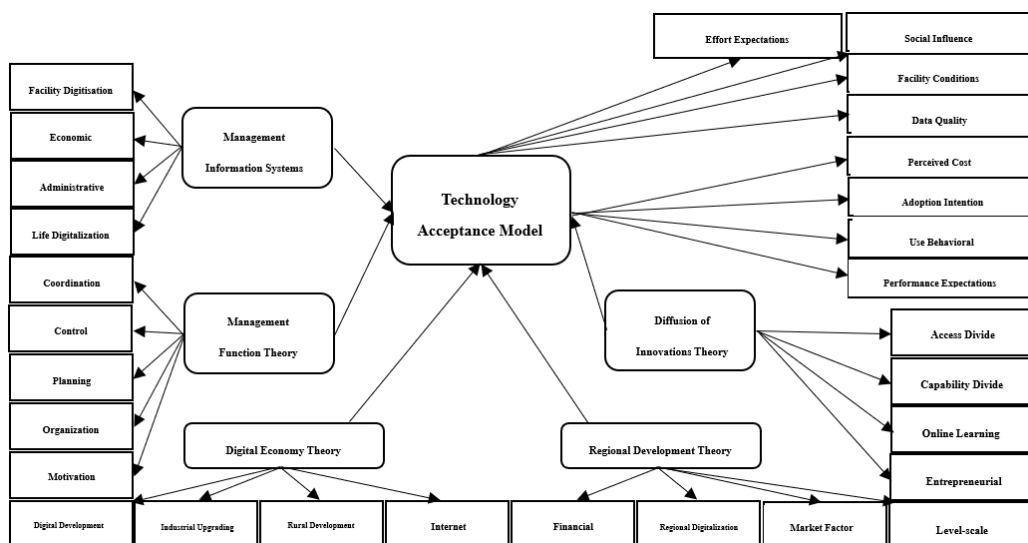 Effort Expectations
Social Influence
Facility Digitisation
Facility Conditions
Management
Information Systems
Economic
Data Quality
Administrative
Technology
Acceptance Model
Perceived Cost
Life Digitalization
Adoption Intention
Use Behavioral
Coordination
Performance Expectations
Control
Management
Function Theory
Diffusion of
Innovations Theory
Access Divide
Planning
Capability Divide
Organization
Online Learning
Digital Economy Theory
Regional Development Theory
Motivation
Entrepreneurial
Digital Development
Industrial Upgrading
Rural Development
Internet
Financial
Regional Digitalization
Market Factor
Level-scale